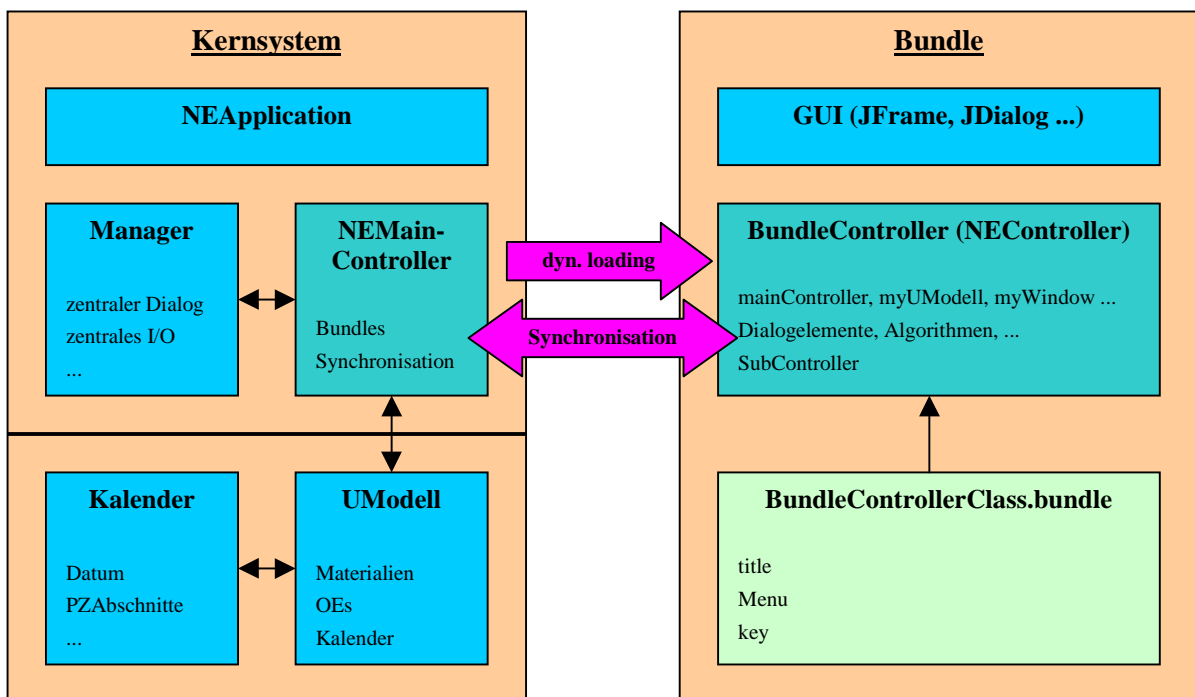 Kernsystem
NEApplication
Manager
zentraler Dialog
zentrales I/O
...
NEMain-
Controller
Bundles
Synchronisation
Kalender
Datum
PZAbschnitte
...
UModell
Materialien
OEs
Kalender
dyn. loading
Synchronisation
Bundle
GUI (JFrame, JDialog ...)
BundleController (NEController)
mainController, myUModell, myWindow ...
Dialogelemente, Algorithmen, ...
SubController
BundleControllerClass.bundle
title
Menu
key